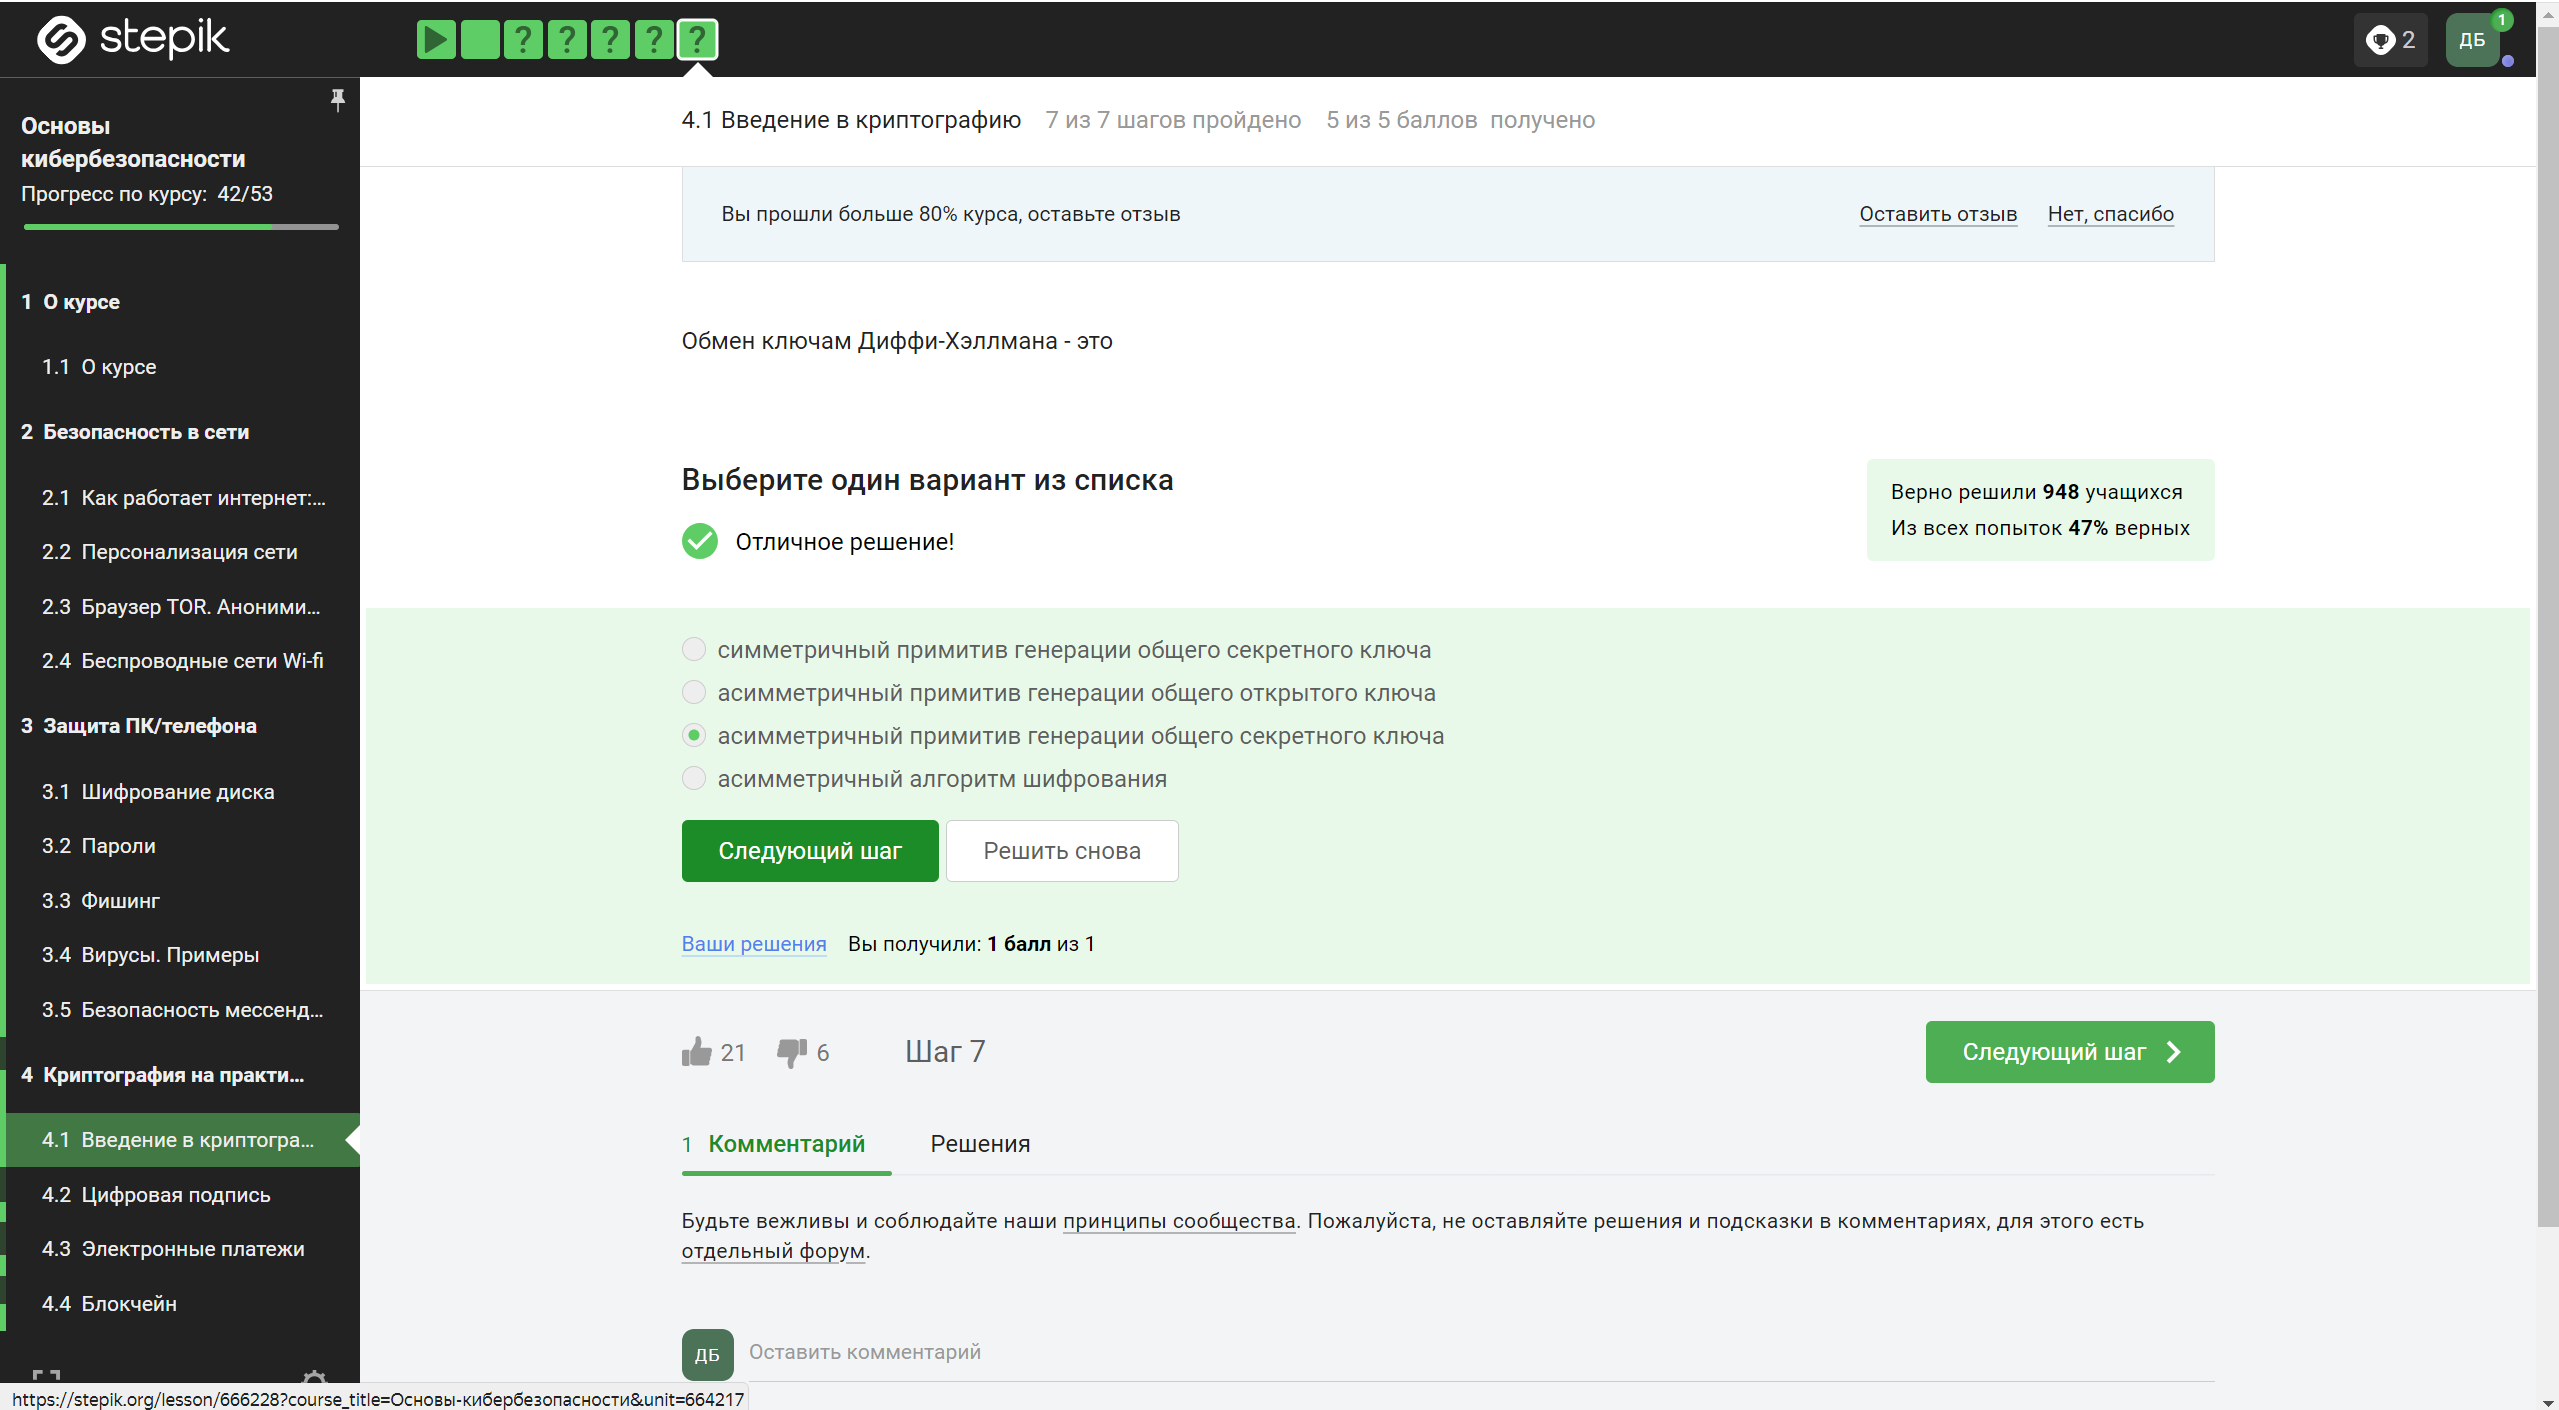 stepik
? ? ? ? ?
2
ДБ
1
Основы
кибербезопасности
Прогресс по курсу: 42/53
1 О курсе
1.1 О курсе
2 Безопасность в сети
2.1 Как работает интернет:...
2.2 Персонализация сети
2.3 Браузер TOR. Аноними...
2.4 Беспроводные сети Wi-fi
3 Защита ПК/телефона
3.1 Шифрование диска
3.2 Пароли
3.3 Фишинг
3.4 Вирусы. Примеры
3.5 Безопасность мессенд...
4 Криптография на практи...
4.1 Введение в криптогра...
4.2 Цифровая подпись
4.3 Электронные платежи
4.4 Блокчейн
4.1 Введение в криптографию 7 из 7 шагов пройдено 5 из 5 баллов получено
Вы прошли больше 80% курса, оставьте отзыв Оставить отзыв Нет, спасибо
Обмен ключам Диффи-Хэллмана - это
Выберите один вариант из списка
Отличное решение!
Верно решили 948 учащихся
Из всех попыток 47% верных
симметричный примитив генерации общего секретного ключа
асимметричный примитив генерации общего открытого ключа
асимметричный примитив генерации общего секретного ключа
асимметричный алгоритм шифрования
Следующий шаг Решить снова
Ваши решения Вы получили: 1 балл из 1
21 6 Шаг 7 Следующий шаг
1 Комментарий Решения
Будьте вежливы и соблюдайте наши принципы сообщества. Пожалуйста, не оставляйте решения и подсказки в комментариях, для этого есть
отдельный форум.
ДБ Оставить комментарий
https://stepik.org/lesson/666228?course_title=Основы-кибербезопасности&unit=664217